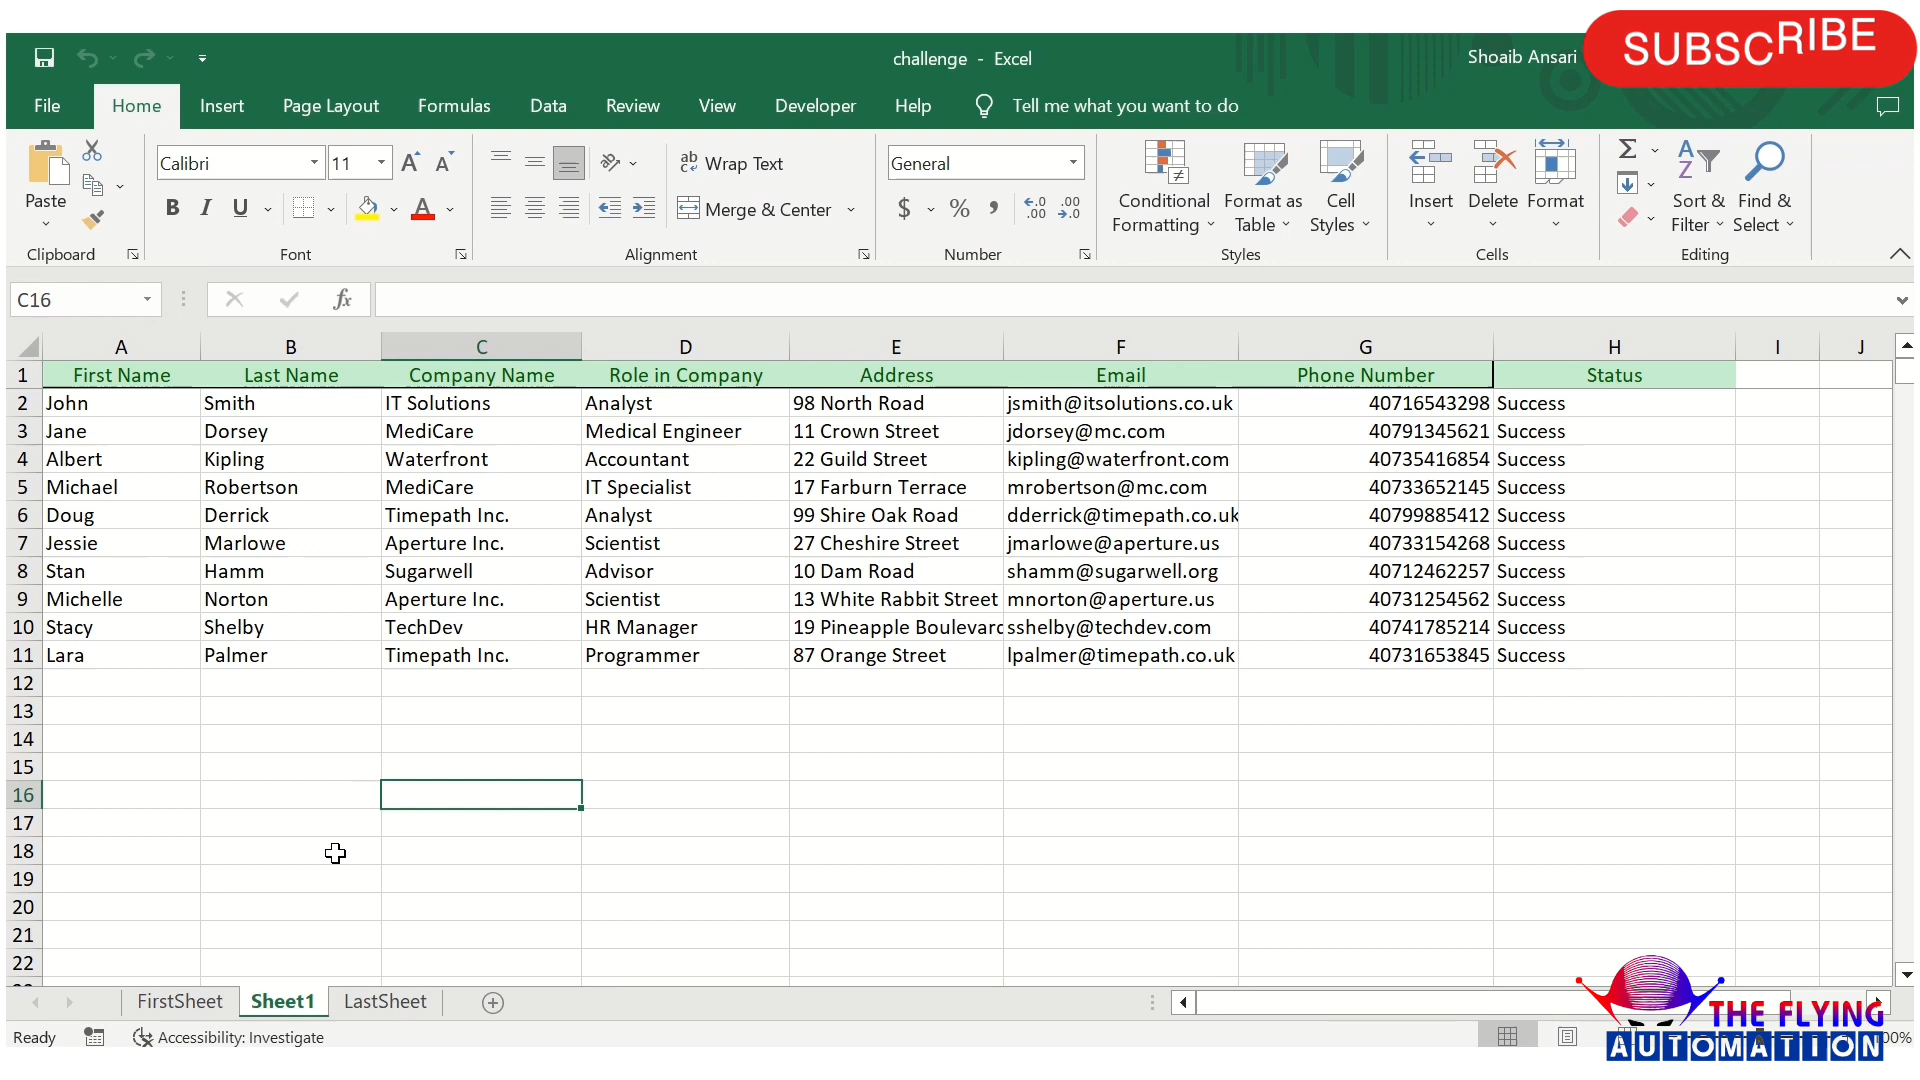 SUBSCRIBE
challenge - Excel
Shoaib Ansari
File Home Insert Page Layout Formulas Data Review View Developer Help Tell me what you want to do
Calibri 11 Wrap Text General
Paste Conditional Format as Cell Insert Delete Format Sort & Find &
Merge & Center Formatting Table Styles Filter Select
Clipboard Font Alignment Number Styles Cells Editing
C16 fx
A B C D E F G H I J
1 First Name Last Name Company Name Role in Company Address Email Phone Number Status
2 John Smith IT Solutions Analyst 98 North Road jsmith@itsolutions.co.uk 40716543298 Success
3 Jane Dorsey MediCare Medical Engineer 11 Crown Street jdorsey@mc.com 40791345621 Success
4 Albert Kipling Waterfront Accountant 22 Guild Street kipling@waterfront.com 40735416854 Success
5 Michael Robertson MediCare IT Specialist 17 Farburn Terrace mrobertson@mc.com 40733652145 Success
6 Doug Derrick Timepath Inc. Analyst 99 Shire Oak Road dderrick@timepath.co.uk 40799885412 Success
7 Jessie Marlowe Aperture Inc. Scientist 27 Cheshire Street jmarlowe@aperture.us 40733154268 Success
8 Stan Hamm Sugarwell Advisor 10 Dam Road shamm@sugarwell.org 40712462257 Success
9 Michelle Norton Aperture Inc. Scientist 13 White Rabbit Street mnorton@aperture.us 40731254562 Success
10 Stacy Shelby TechDev HR Manager 19 Pineapple Boulevard sshelby@techdev.com 40741785214 Success
11 Lara Palmer Timepath Inc. Programmer 87 Orange Street lpalmer@timepath.co.uk 40731653845 Success
12
13
14
15
16
17
18
19
20
21
22
FirstSheet Sheet1 LastSheet
Ready Accessibility: Investigate
THE FLYING
AUTOMATION